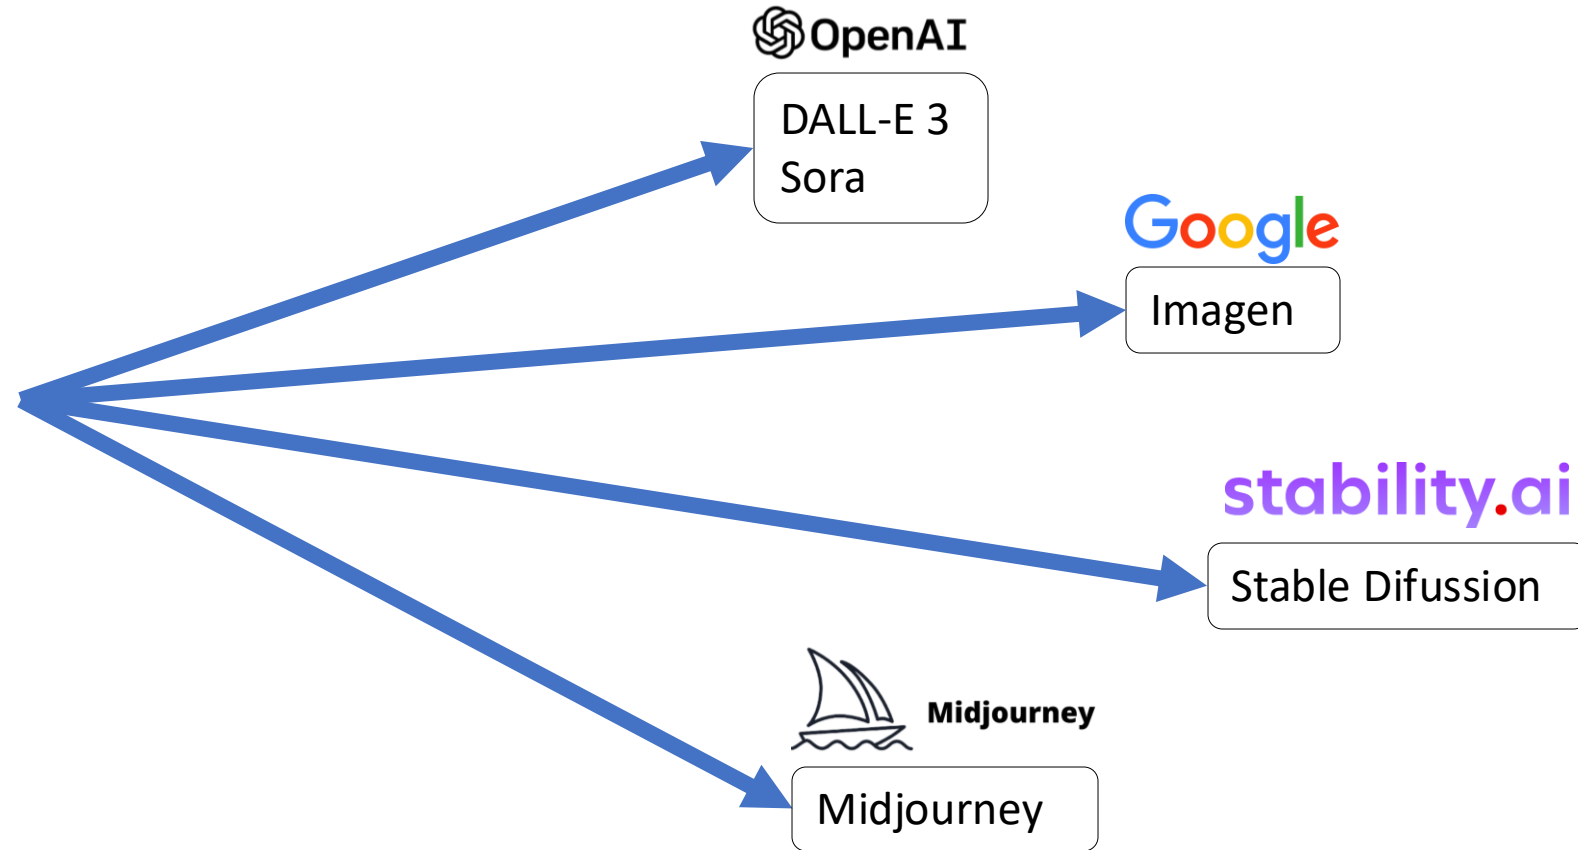 OpenAI
DALL-E 3
Sora
Google
Imagen
stability.ai
Stable Difussion
Midjourney
Midjourney